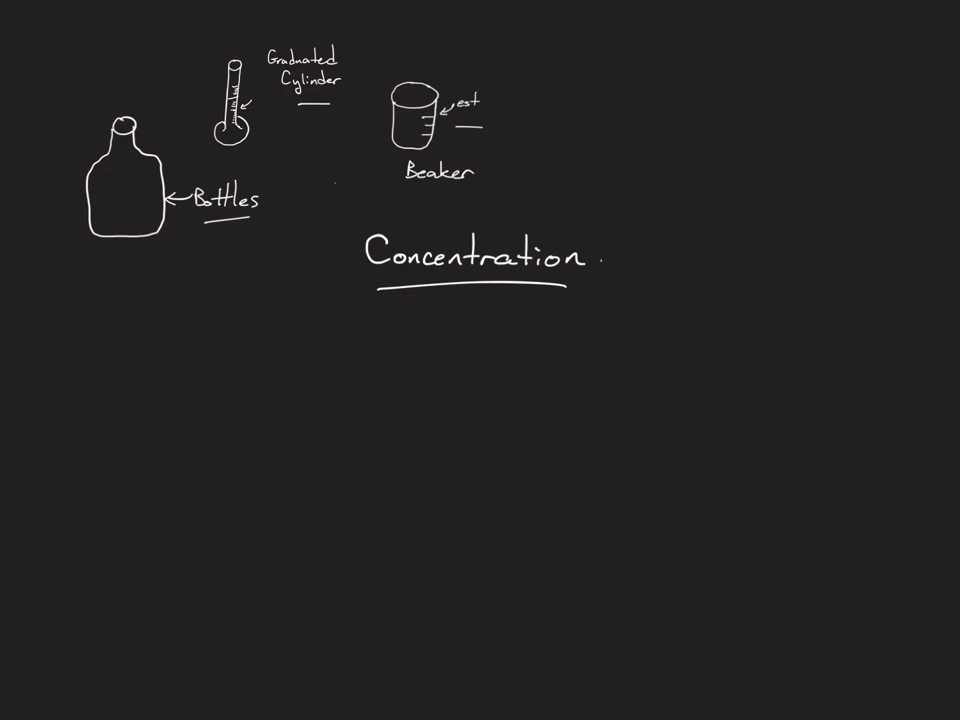 Graduated
Cylinder
est
Beaker
Bottles
Concentration